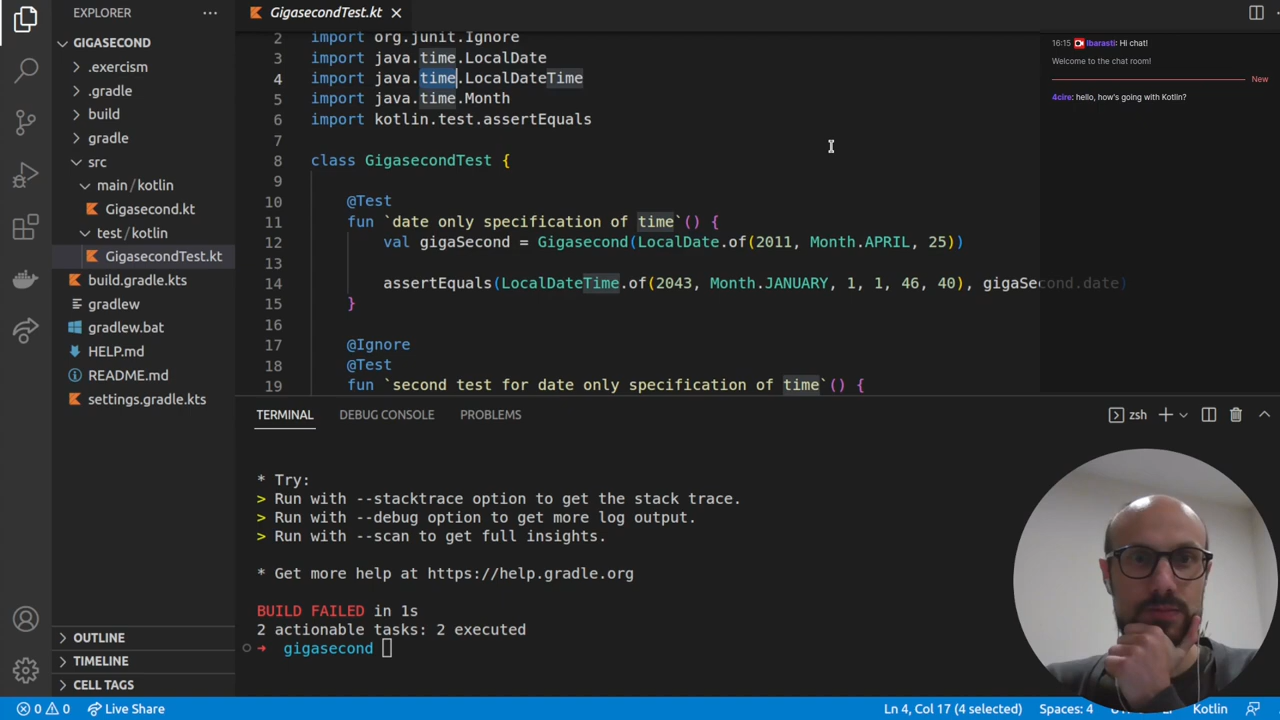 EXPLORER
GIGASECOND
.exercism
.gradle
build
gradle
src
main/kotlin
Gigasecond.kt
test/kotlin
GigasecondTest.kt
build.gradle.kts
gradlew
gradlew.bat
HELP.md
README.md
settings.gradle.kts
OUTLINE
TIMELINE
CELL TAGS
GigasecondTest.kt
2 import org.junit.Ignore
3 import java.time.LocalDate
4 import java.time.LocalDateTime
5 import java.time.Month
6 import kotlin.test.assertEquals
7
8 class GigasecondTest {
9
10 @Test
11 fun `date only specification of time`() {
12 val gigaSecond = Gigasecond(LocalDate.of(2011, Month.APRIL, 25))
13
14 assertEquals(LocalDateTime.of(2043, Month.JANUARY, 1, 1, 46, 40), gigaSecond.date)
15 }
16
17 @Ignore
18 @Test
19 fun `second test for date only specification of time`() {
16:15 lbarasti: Hi chat!
Welcome to the chat room!
New
4cire: hello, how's going with Kotlin?
TERMINAL DEBUG CONSOLE PROBLEMS
zsh
* Try:
> Run with --stacktrace option to get the stack trace.
> Run with --debug option to get more log output.
> Run with --scan to get full insights.
* Get more help at https://help.gradle.org
BUILD FAILED in 1s
2 actionable tasks: 2 executed
➜ gigasecond
0 0 Live Share
Ln 4, Col 17 (4 selected) Spaces: 4 Kotlin